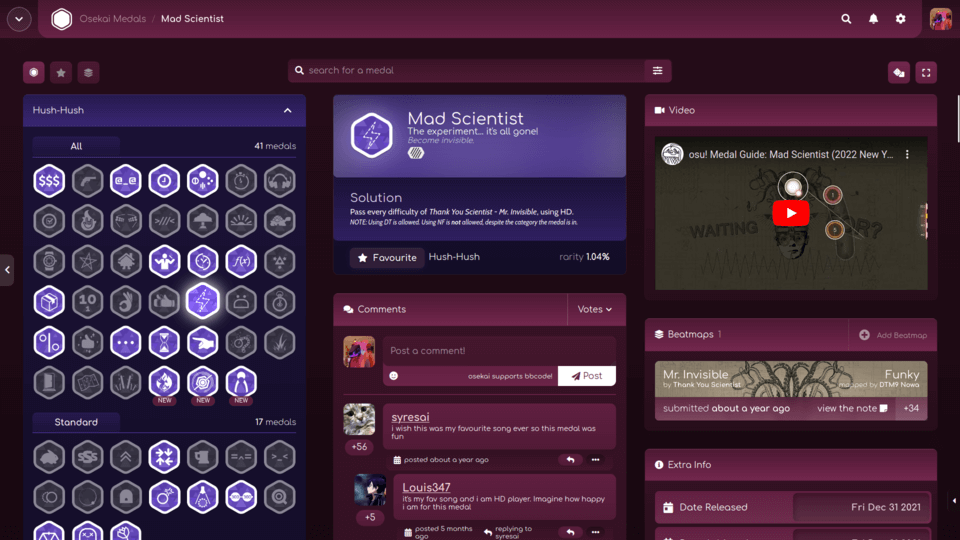 Osekai Medals / Mad Scientist
search for a medal
Hush-Hush
All
41 medals
$$$
f(x)
10
NEW
NEW
NEW
Standard
17 medals
Mad Scientist
The experiment... it's all gone!
Become invisible.
Solution
Pass every difficulty of Thank You Scientist - Mr. Invisible, using HD.
NOTE: Using DT is allowed. Using NF is not allowed, despite the category the medal is in.
Favourite
Hush-Hush
rarity 1.04%
Comments
Votes
Post a comment!
osekai supports bbcode!
Post
+56
syresai
i wish this was my favourite song ever so this medal was
fun
posted about a year ago
+5
Louis347
it's my fav song and i am HD player. Imagine how happy
i am for this medal
posted 5 months
ago
replying to
syresai
Video
osu! Medal Guide: Mad Scientist (2022 New Y...
WAITING FOR?
Beatmaps 1
Add Beatmap
Mr. Invisible
by Thank You Scientist
Funky
mapped by DTM9 Nowa
submitted about a year ago
view the note
+34
Extra Info
Date Released
Fri Dec 31 2021